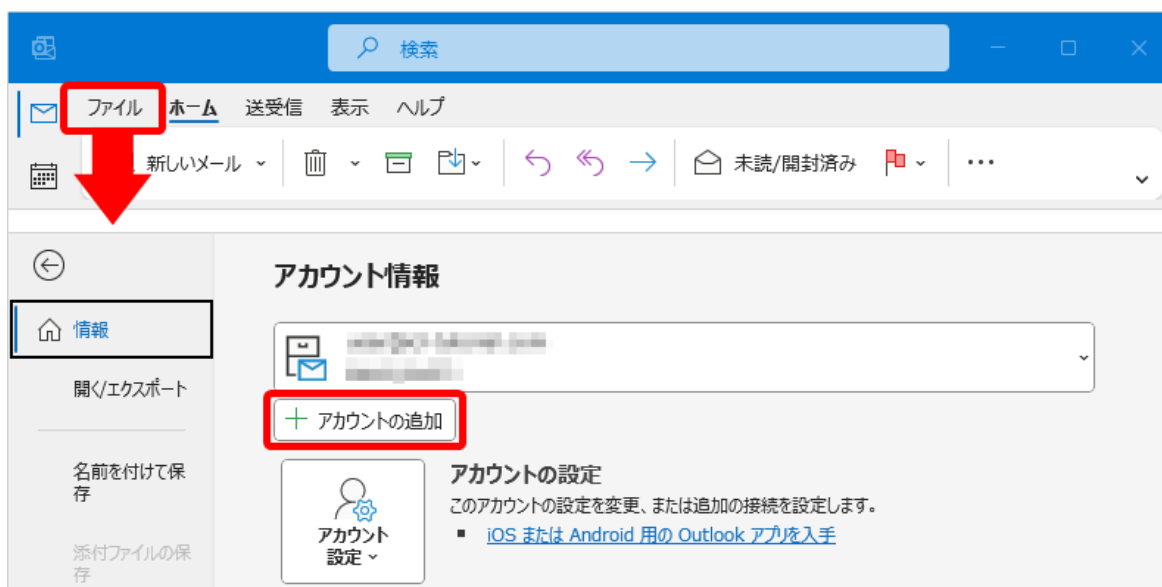 検索
ファイル ホーム 送受信 表示 ヘルプ
新しいメール 未読/開封済み
アカウント情報
情報
開く/エクスポート
アカウントの追加
名前を付けて保
存
アカウントの設定
このアカウントの設定を変更、または追加の接続を設定します。
iOS または Android 用の Outlook アプリを入手
アカウント
設定
添付ファイルの保
存